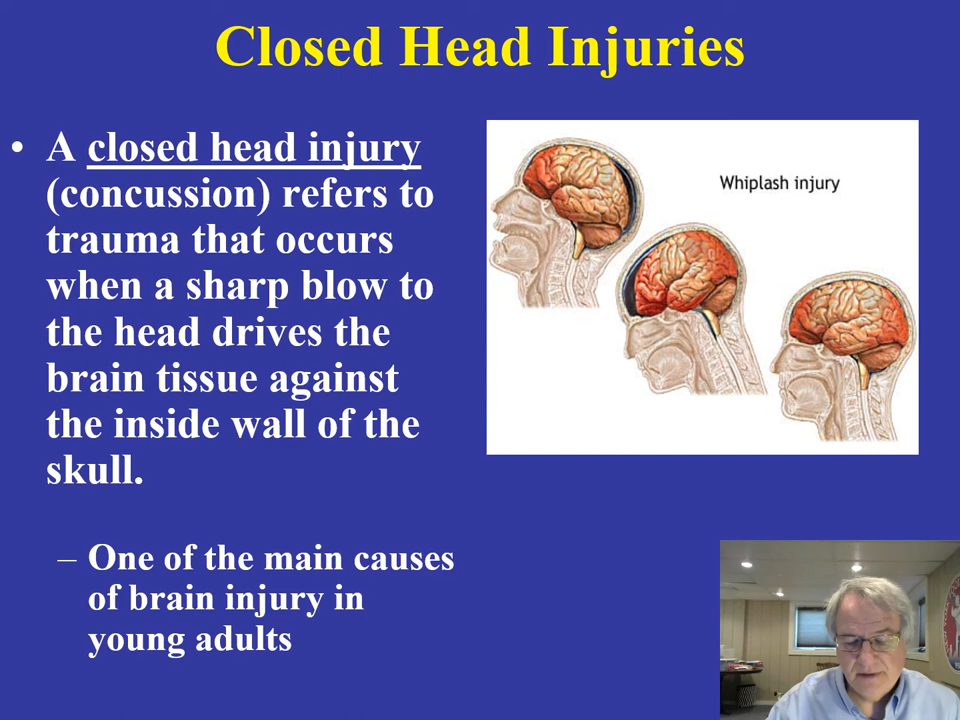 Closed Head Injuries
• A closed head injury
(concussion) refers to
trauma that occurs
when a sharp blow to
the head drives the
brain tissue against
the inside wall of the
skull.
– One of the main causes
of brain injury in
young adults
Whiplash injury